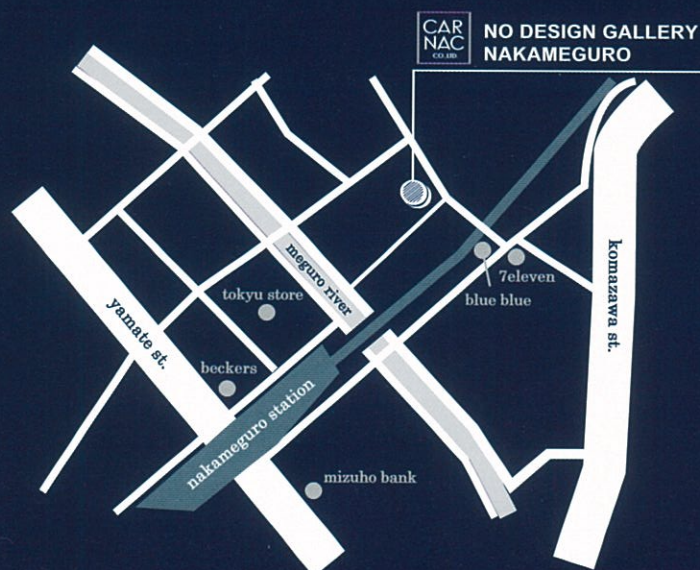 CAR
NAC
CO.,LTD
NO DESIGN GALLERY
NAKAMEGURO
meguro river
komazawa st.
7eleven
blue blue
tokyu store
yamate st.
beckers
nakameguro station
mizuho bank